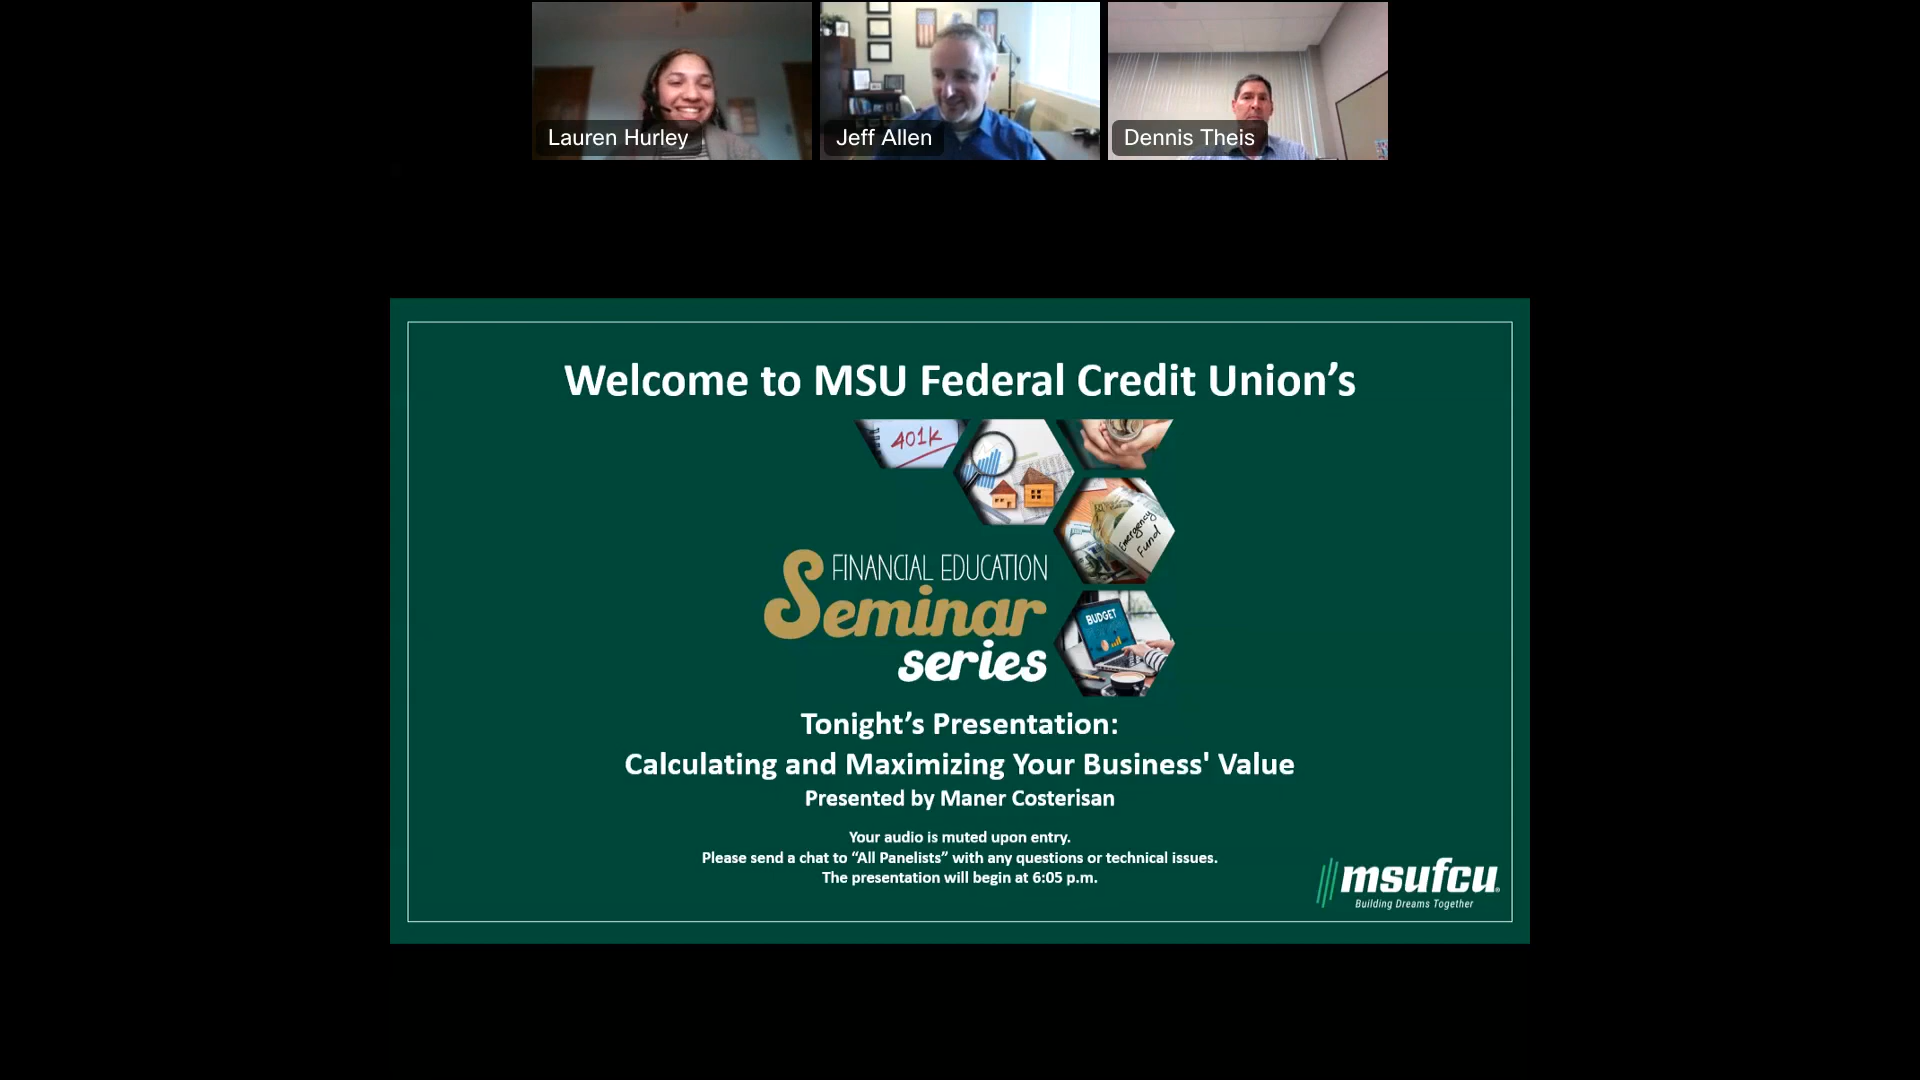 Lauren Hurley
Jeff Allen
Dennis Theis
Welcome to MSU Federal Credit Union’s
401K
Emergency
Fund
FINANCIAL EDUCATION
Seminar
series
BUDGET
Tonight’s Presentation:
Calculating and Maximizing Your Business' Value
Presented by Maner Costerisan
Your audio is muted upon entry.
Please send a chat to “All Panelists” with any questions or technical issues.
The presentation will begin at 6:05 p.m.
msufcu®
Building Dreams Together